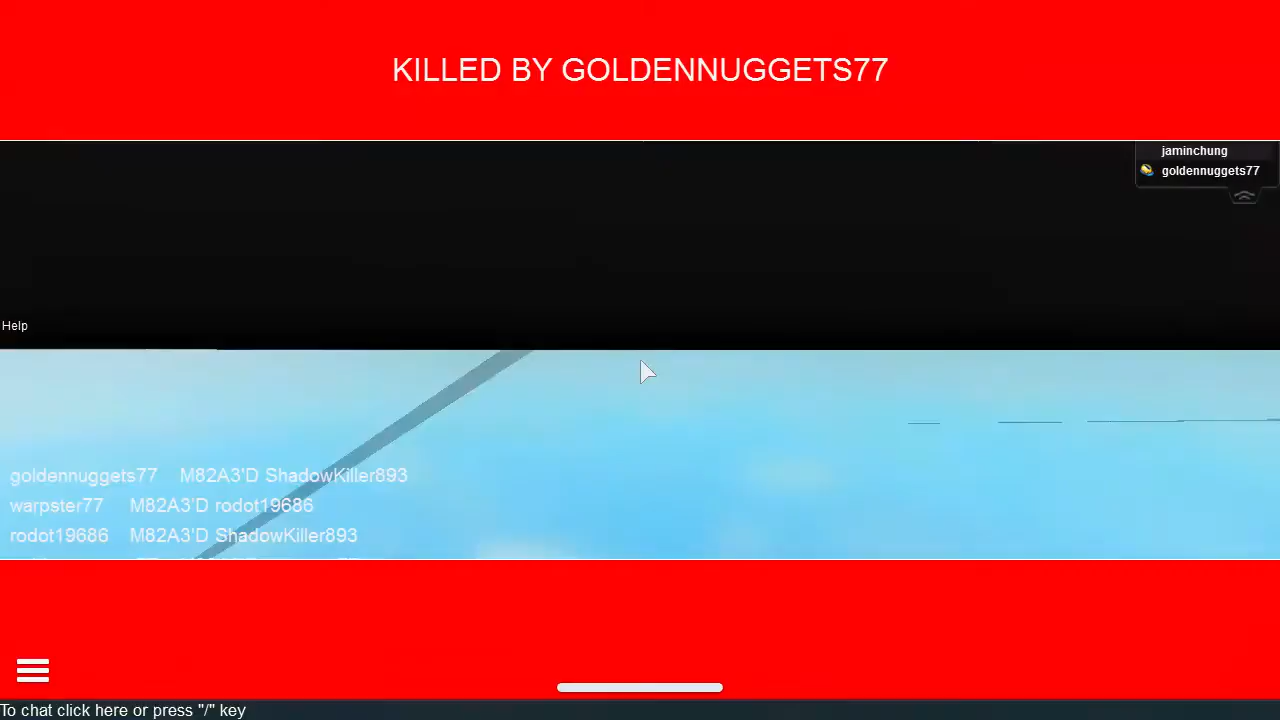 KILLED BY GOLDENNUGGETS77
jaminchung
goldennuggets77
Help
goldennuggets77 M82A3'D ShadowKiller893
warpster77 M82A3'D rodot19686
rodot19686 M82A3'D ShadowKiller893
To chat click here or press "/" key